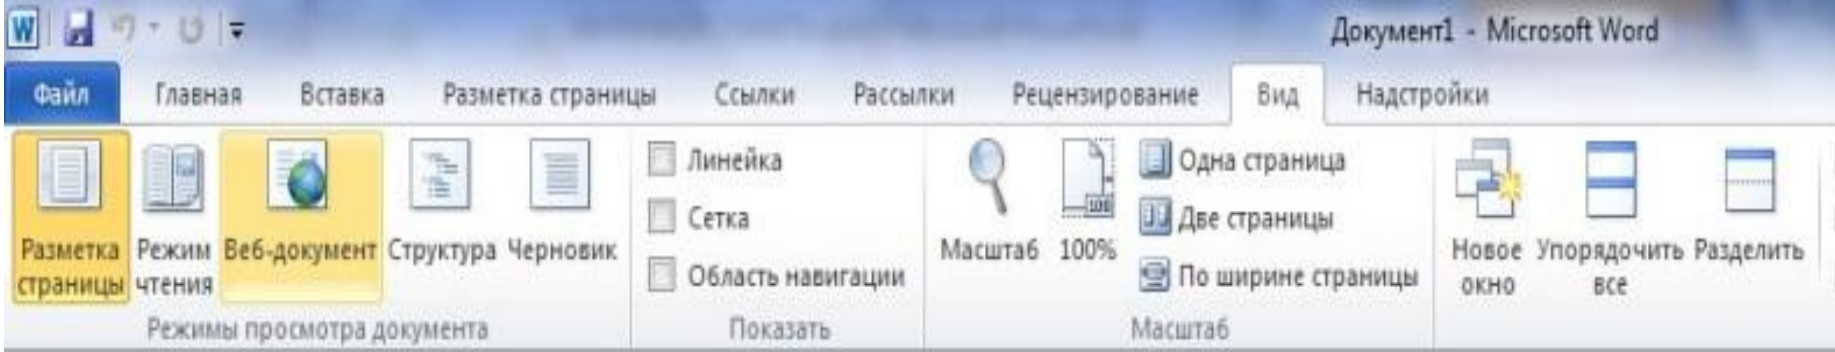 Документ1 - Microsoft Word
Файл Главная Вставка Разметка страницы Ссылки Рассылки Рецензирование Вид Надстройки
Разметка страницы
Режим чтения
Веб-документ
Структура
Черновик
Режимы просмотра документа
Линейка
Сетка
Область навигации
Показать
Масштаб
100
100%
Одна страница
Две страницы
По ширине страницы
Масштаб
Новое окно
Упорядочить все
Разделить